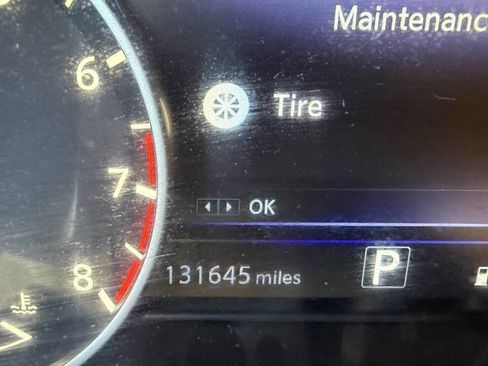 Maintenanc
6
Tire
7
OK
8
131645 miles
P